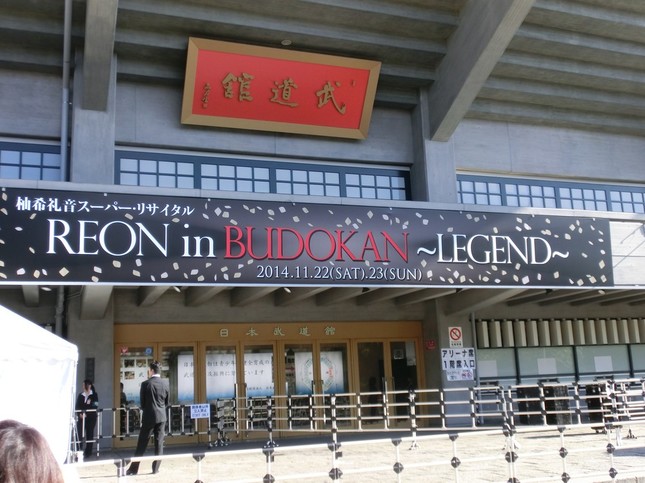 武道館
柚希礼音スーパー・リサイタル
REON in BUDOKAN ~LEGEND~
2014.11.22(SAT).23(SUN)
日本武道館
アリーナ席
1階席入口